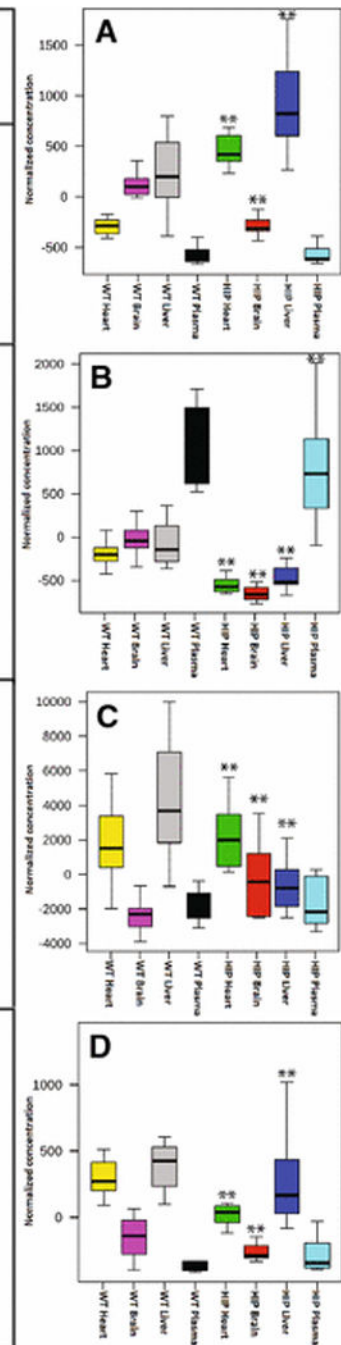 A
Normalized concentration
1500
500
0
-500
**
**
**
WT Heart
WT Brain
WT Liver
WT Plasma
HIP Heart
HIP Brain
HIP Liver
HIP Plasma
B
Normalized concentration
2000
1500
1000
500
0
-500
**
**
**
**
WT Heart
WT Brain
WT Liver
WT Plasma
HIP Heart
HIP Brain
HIP Liver
HIP Plasma
C
Normalized concentration
10000
8000
6000
4000
2000
0
-2000
-4000
**
**
**
WT Heart
WT Brain
WT Liver
WT Plasma
HIP Heart
HIP Brain
HIP Liver
HIP Plasma
D
Normalized concentration
1000
500
0
**
**
**
WT Heart
WT Brain
WT Liver
WT Plasma
HIP Heart
HIP Brain
HIP Liver
HIP Plasma